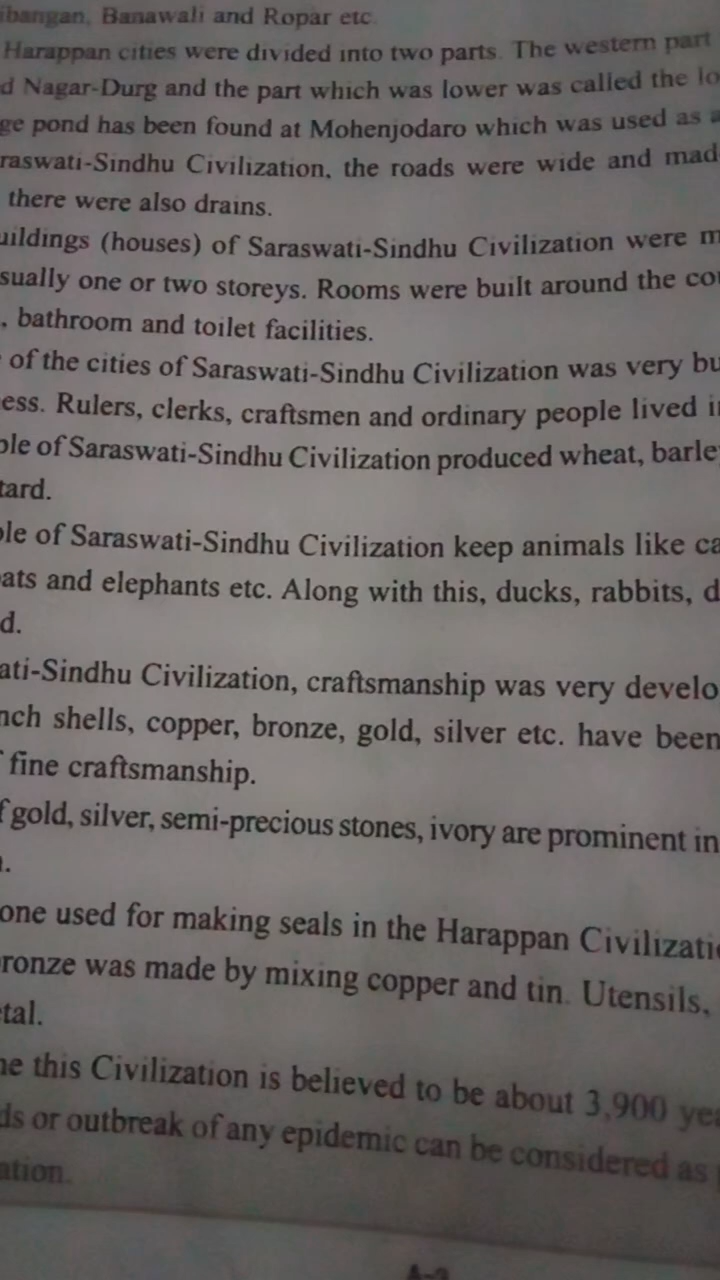 ibangan, Banawali and Ropar etc.
Harappan cities were divided into two parts. The western part
d Nagar-Durg and the part which was lower was called the lo
ge pond has been found at Mohenjodaro which was used as a
raswati-Sindhu Civilization, the roads were wide and mad
there were also drains.
uildings (houses) of Saraswati-Sindhu Civilization were m
sually one or two storeys. Rooms were built around the cou
, bathroom and toilet facilities.
of the cities of Saraswati-Sindhu Civilization was very bu
ess. Rulers, clerks, craftsmen and ordinary people lived i
ple of Saraswati-Sindhu Civilization produced wheat, barle
tard.
ple of Saraswati-Sindhu Civilization keep animals like ca
ats and elephants etc. Along with this, ducks, rabbits, d
d.
ati-Sindhu Civilization, craftsmanship was very develo
nch shells, copper, bronze, gold, silver etc. have been
fine craftsmanship.
f gold, silver, semi-precious stones, ivory are prominent in
.
one used for making seals in the Harappan Civilizatio
ronze was made by mixing copper and tin. Utensils,
tal.
ne this Civilization is believed to be about 3,900 yea
ds or outbreak of any epidemic can be considered as
ation.